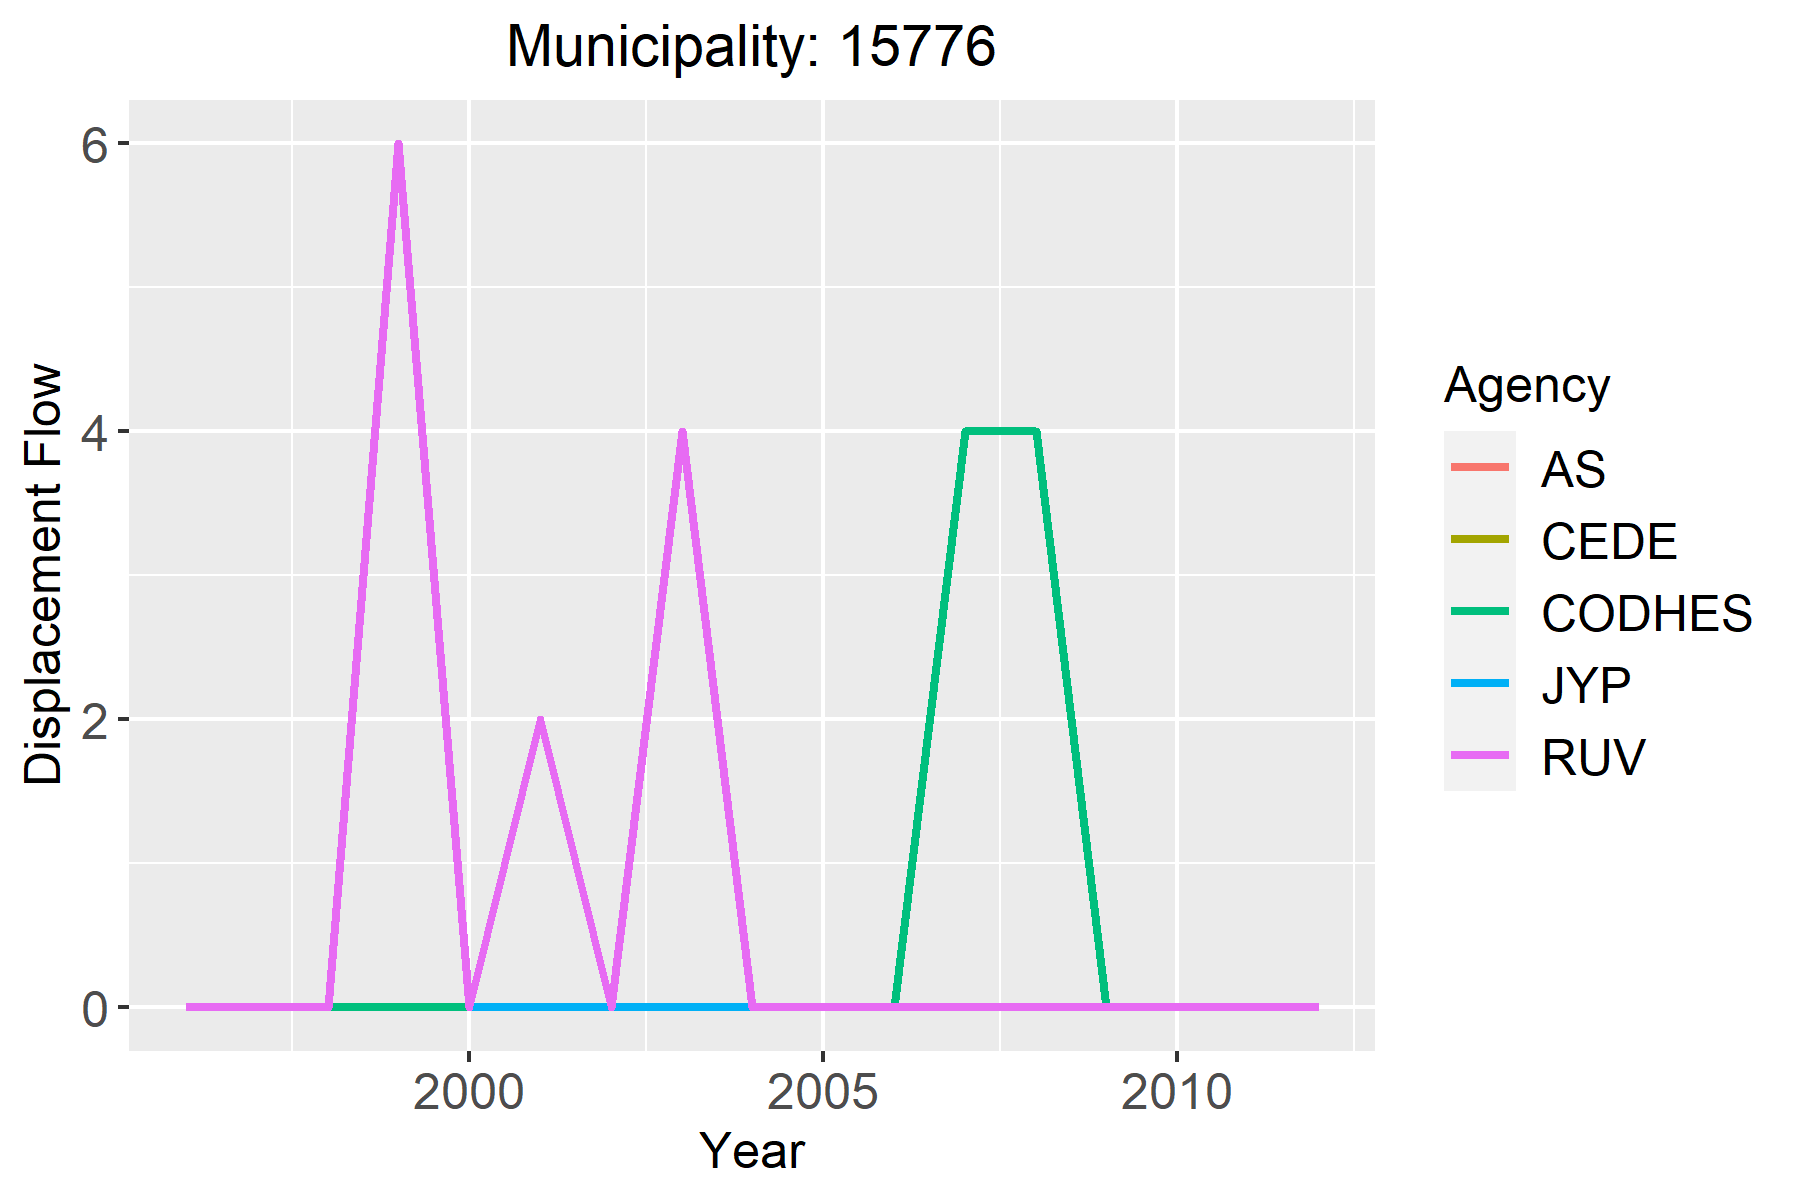 Municipality: 15776
6
4
2
0
Displacement Flow
2000
2005
2010
Year
Agency
AS
CEDE
CODHES
JYP
RUV